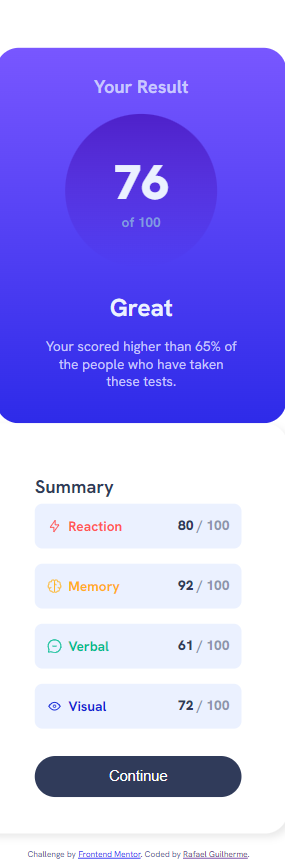 Your Result
76
of 100
Great
Your scored higher than 65% of
the people who have taken
these tests.
Summary
Reaction 80 / 100
Memory 92 / 100
Verbal 61 / 100
Visual 72 / 100
Continue
Challenge by Frontend Mentor. Coded by Rafael Guilherme.